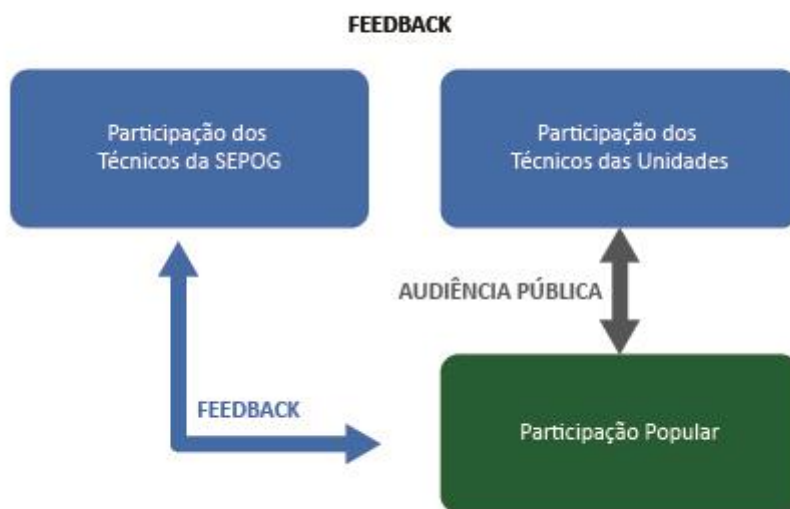 FEEDBACK
Participação dos
Técnicos da SEPOG
Participação dos
Técnicos das Unidades
AUDIÊNCIA PÚBLICA
FEEDBACK
Participação Popular